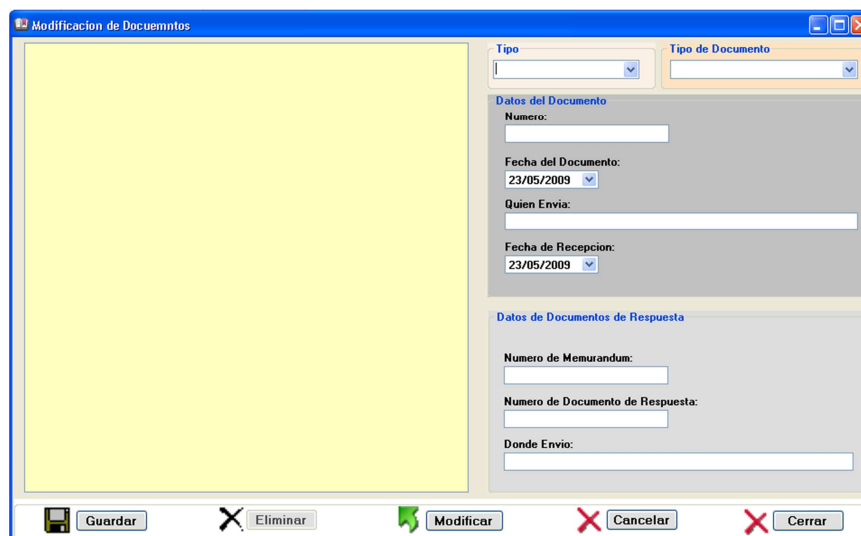 Modificacion de Docuemntos
Tipo
Tipo de Documento
Datos del Documento
Numero:
Fecha del Documento:
23/05/2009
Quien Envia:
Fecha de Recepcion:
23/05/2009
Datos de Documentos de Respuesta
Numero de Memurandum:
Numero de Documento de Respuesta:
Donde Envio:
Guardar
Eliminar
Modificar
Cancelar
Cerrar